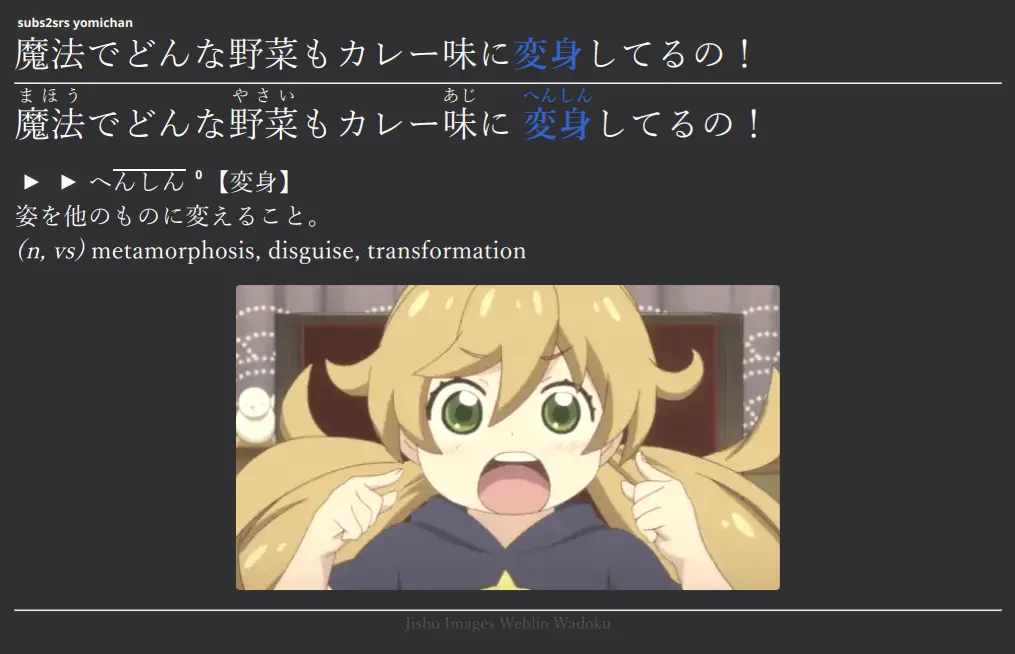 subs2srs yomichan
魔法でどんな野菜もカレー味に変身してるの！
まほう やさい あじ へんしん
魔法でどんな野菜もカレー味に 変身してるの！
▶ ▶ へんしん 0 【変身】
姿を他のものに変えること。
(n, vs) metamorphosis, disguise, transformation
Jisho Images Weblio Wadoku